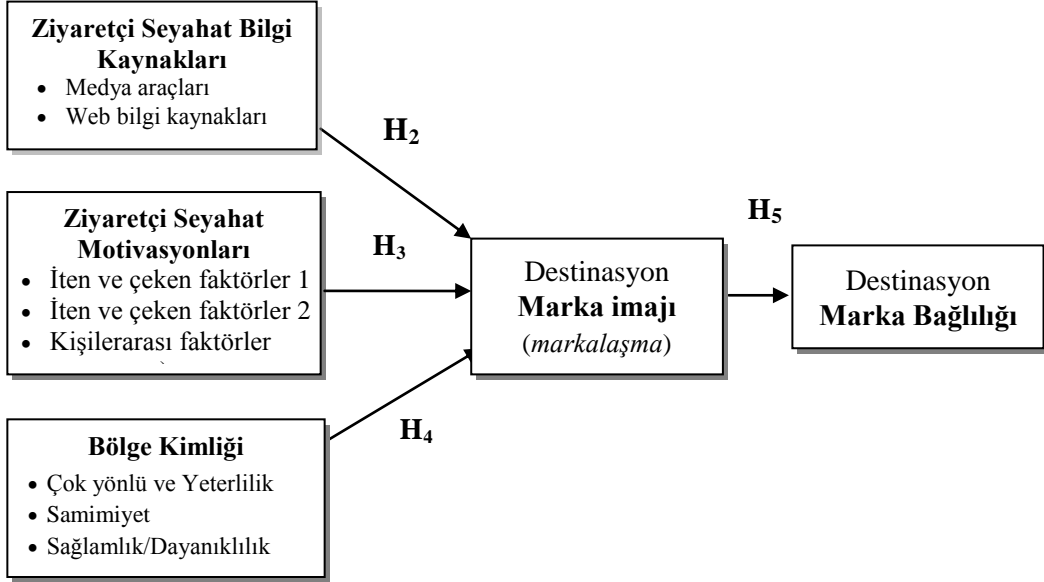 Ziyaretçi Seyahat Bilgi
Kaynakları
• Medya araçları
• Web bilgi kaynakları
H2
Ziyaretçi Seyahat
Motivasyonları
• İten ve çeken faktörler 1
• İten ve çeken faktörler 2
• Kişilerarası faktörler
H3
Bölge Kimliği
• Çok yönlü ve Yeterlilik
• Samimiyet
• Sağlamlık/Dayanıklılık
H4
Destinasyon
Marka imajı
(markalaşma)
H5
Destinasyon
Marka Bağlılığı